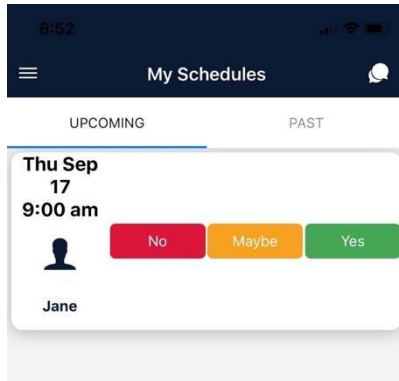 6:52
My Schedules
UPCOMING PAST
Thu Sep
17
9:00 am
No Maybe Yes
Jane